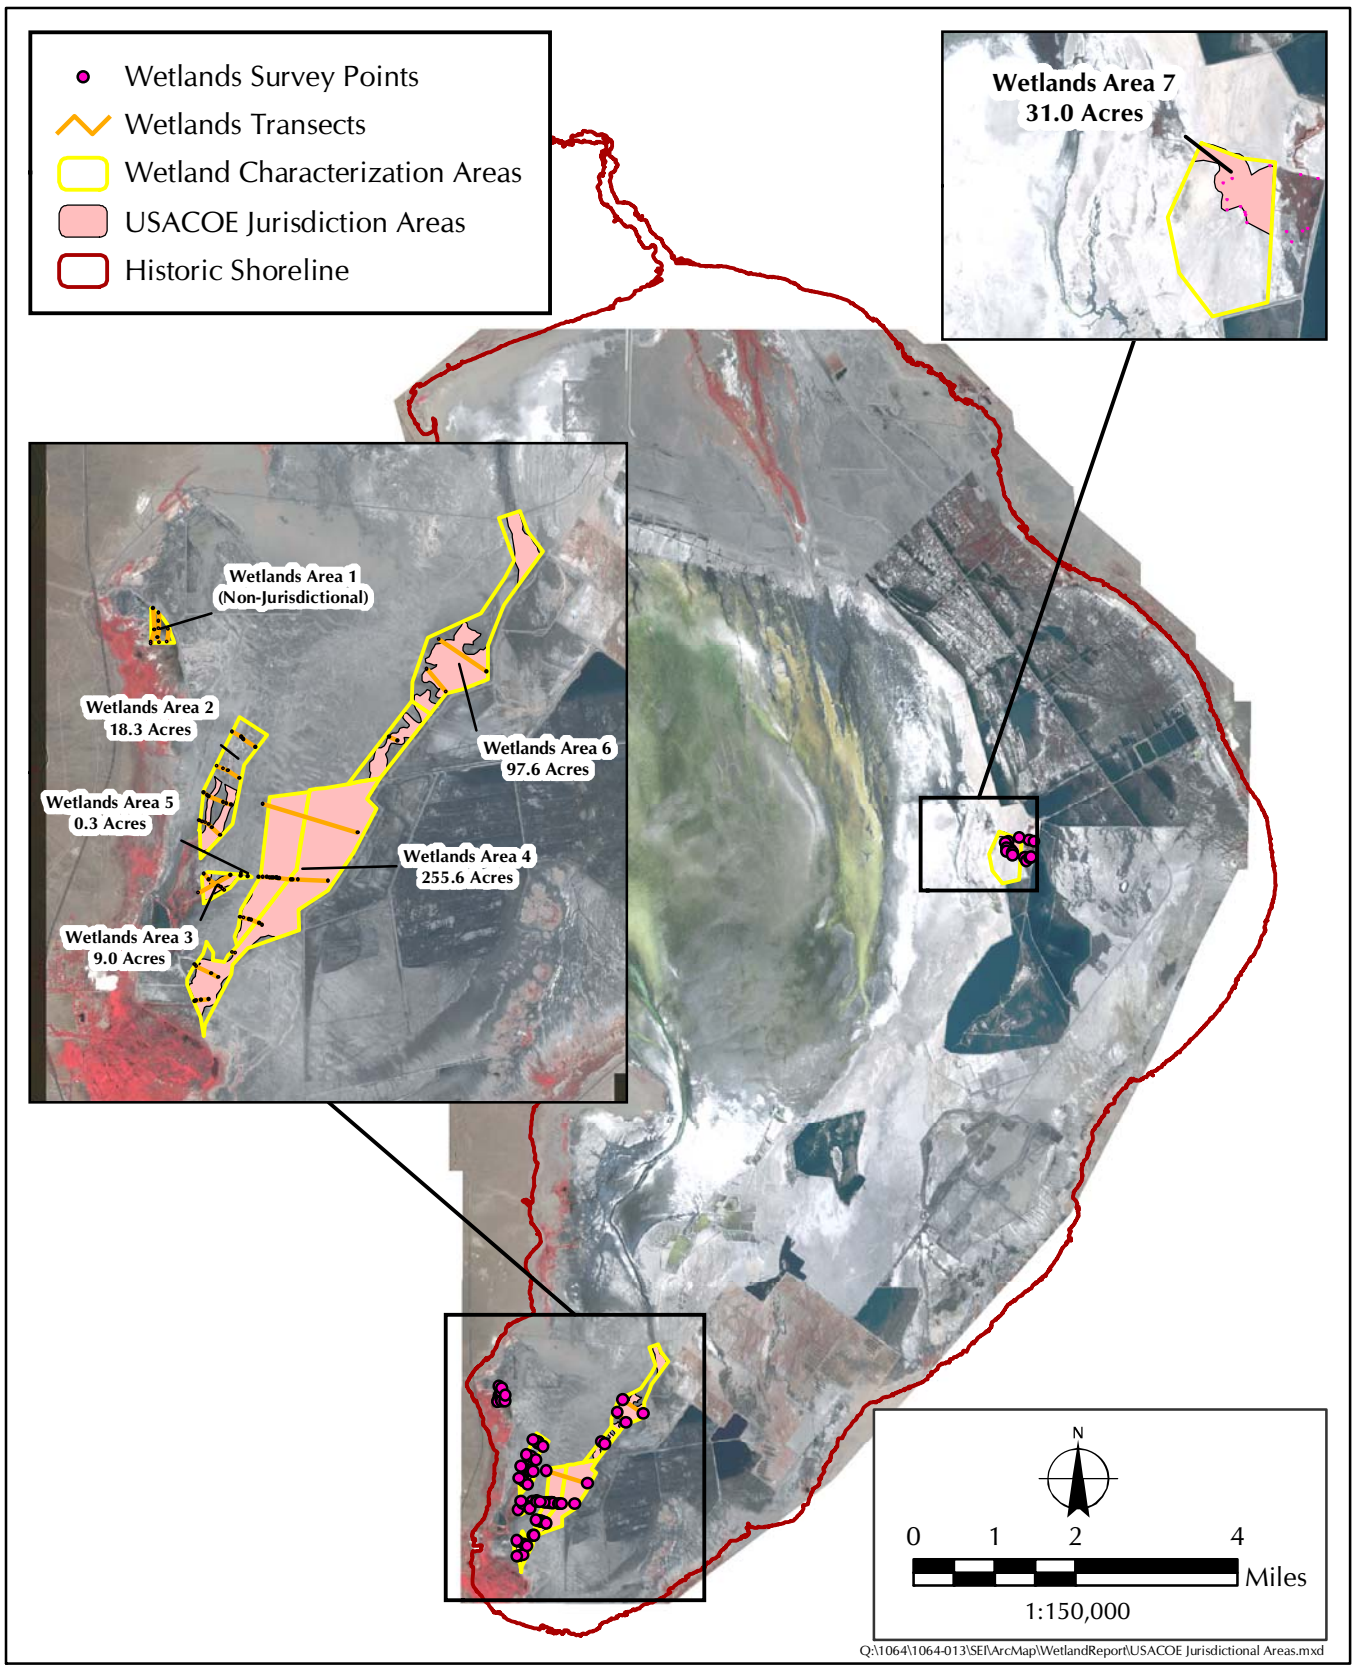 Wetlands Survey Points
Wetlands Transects
Wetland Characterization Areas
USACOE Jurisdiction Areas
Historic Shoreline
Wetlands Area 7
31.0 Acres
Wetlands Area 1
(Non-Jurisdictional)
Wetlands Area 2
18.3 Acres
Wetlands Area 6
97.6 Acres
Wetlands Area 5
0.3 Acres
Wetlands Area 4
255.6 Acres
Wetlands Area 3
9.0 Acres
N
0 1 2 4
Miles
1:150,000
Q:\1064\1064-013\SEI\ArcMap\WetlandReport\USACOE Jurisdictional Areas.mxd